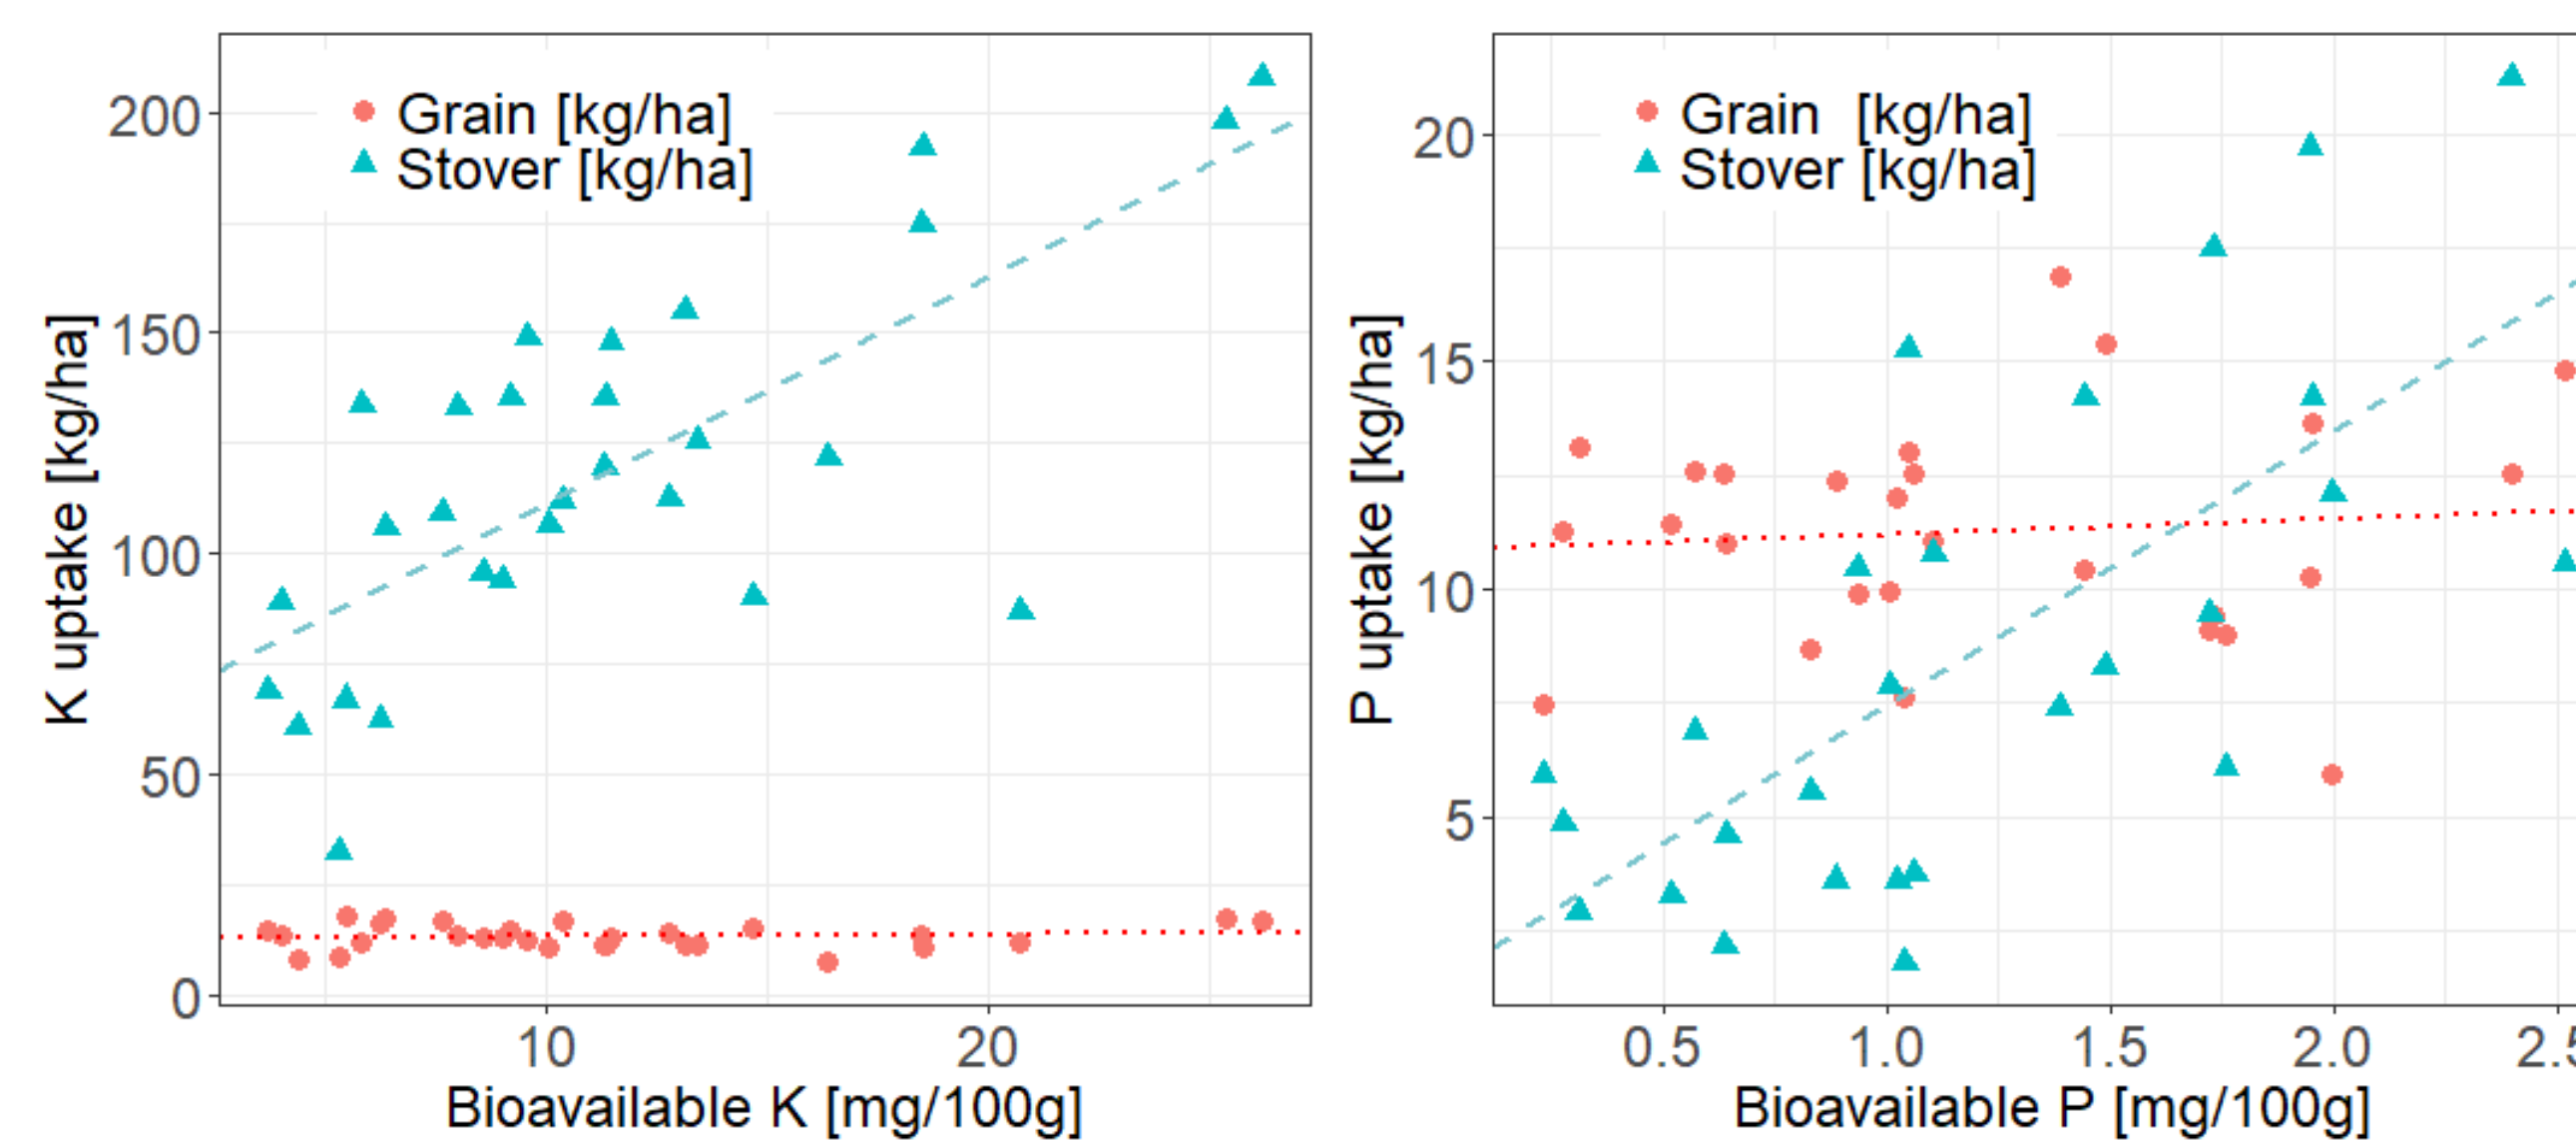 Grain [kg/ha]
Stover [kg/ha]
200
150
100
50
0
10 20
K uptake [kg/ha]
Bioavailable K [mg/100g]
Grain [kg/ha]
Stover [kg/ha]
20
15
10
5
0.5 1.0 1.5 2.0 2.5
P uptake [kg/ha]
Bioavailable P [mg/100g]